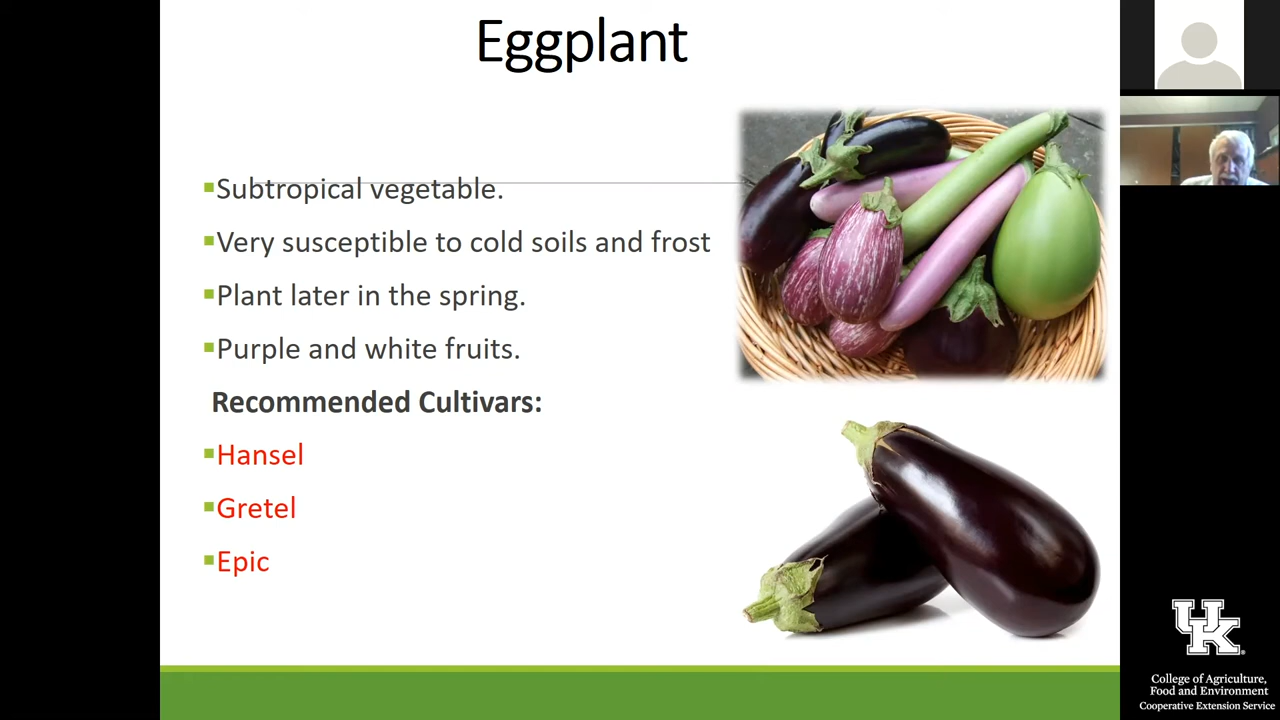 Eggplant
Subtropical vegetable.
Very susceptible to cold soils and frost
Plant later in the spring.
Purple and white fruits.
Recommended Cultivars:
Hansel
Gretel
Epic
UK
College of Agriculture,
Food and Environment
Cooperative Extension Service